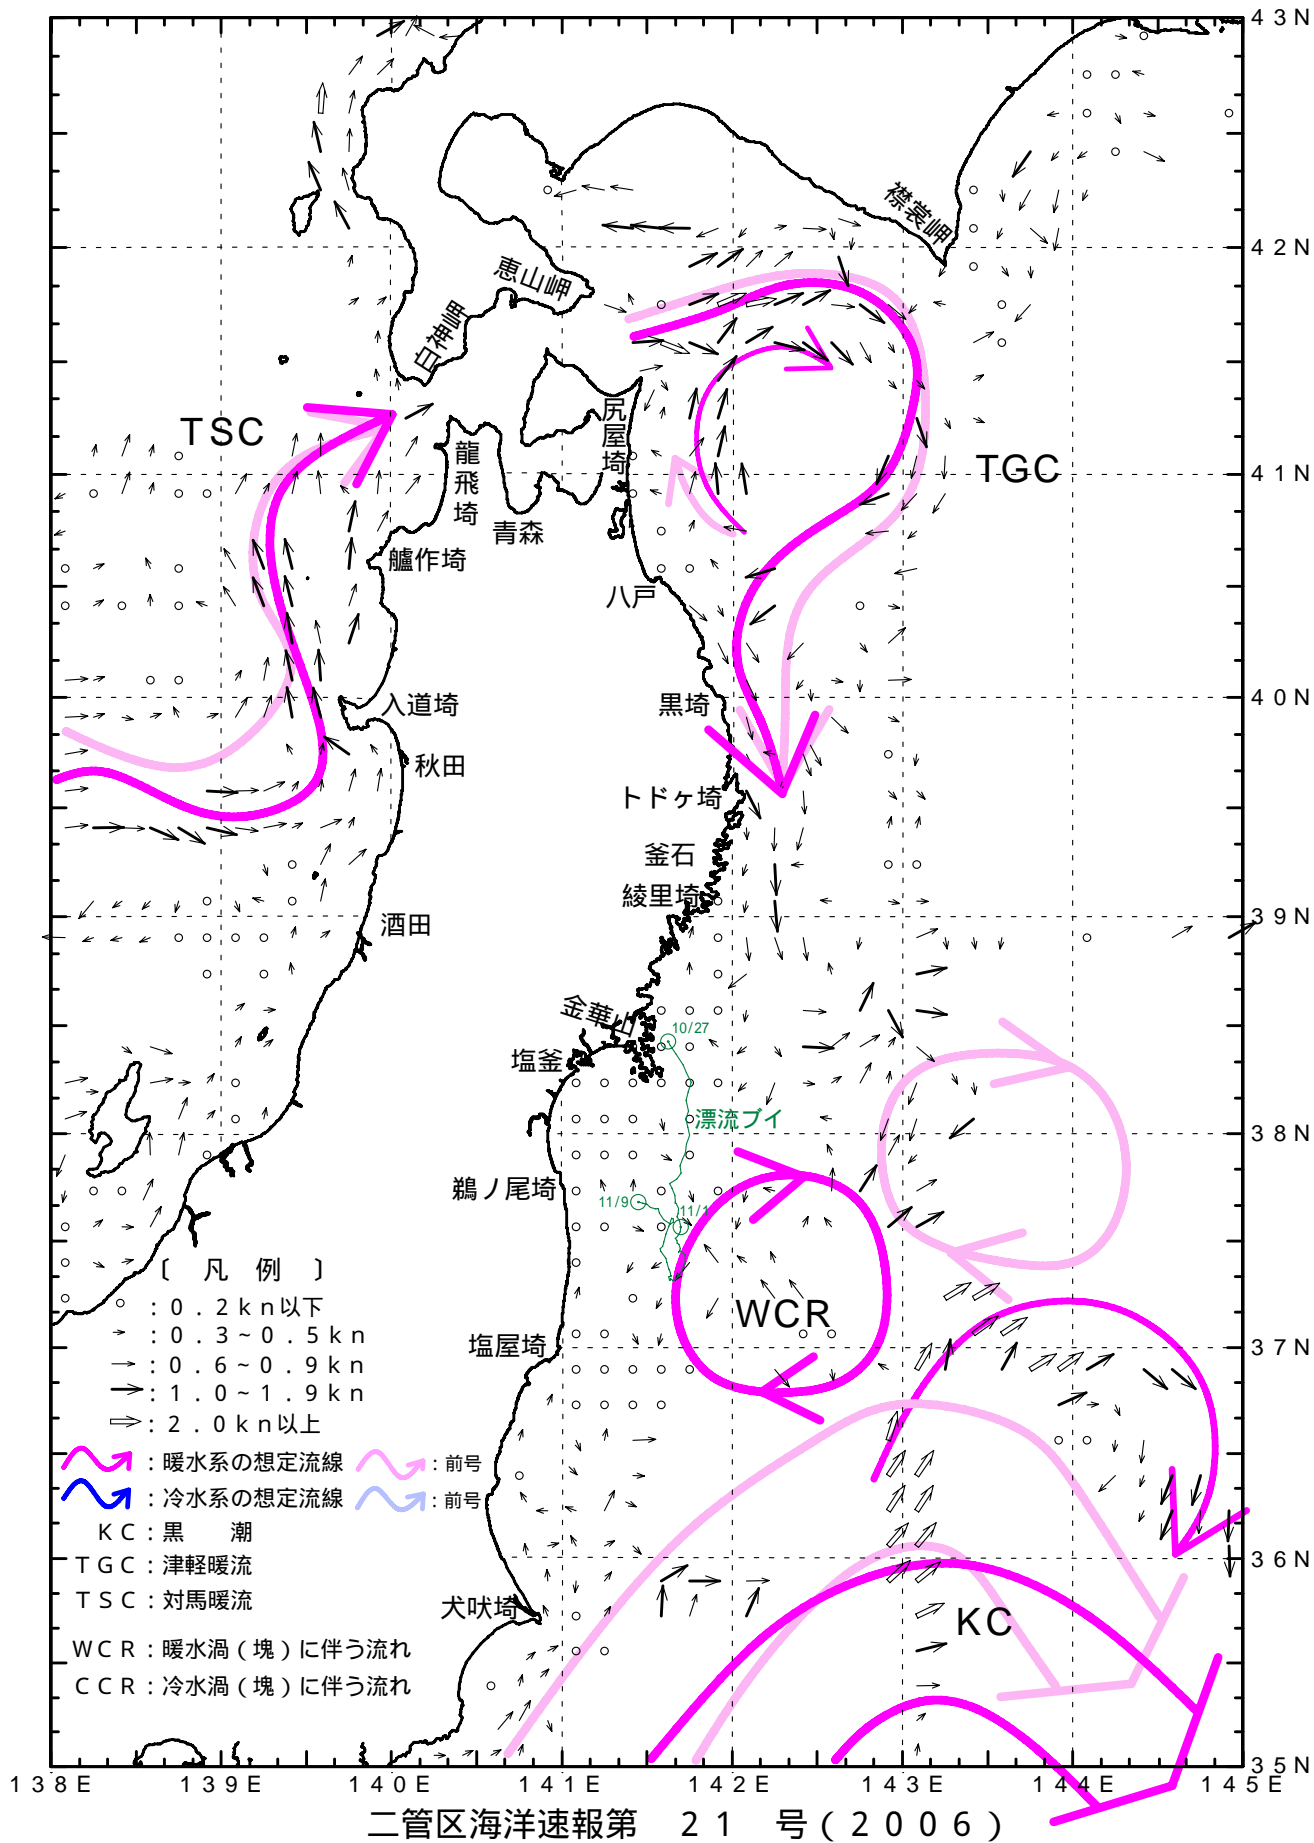 43N
42N
41N
40N
39N
38N
37N
36N
35N
襟裳岬
恵山岬
白神岬
TSC
尻屋埼
龍飛埼
TGC
青森
艫作埼
八戸
入道埼
黒埼
秋田
トドヶ埼
釜石
綾里埼
酒田
金華山
10/27
塩釜
漂流ブイ
鵜ノ尾埼
11/9
11/1
WCR
塩屋埼
〔 凡 例 〕
:0.2kn以下
:0.3~0.5kn
:0.6~0.9kn
:1.0~1.9kn
:2.0kn以上
:暖水系の想定流線 :前号
:冷水系の想定流線 :前号
KC:黒 潮
TGC:津軽暖流
TSC:対馬暖流
犬吠埼
KC
WCR:暖水渦(塊)に伴う流れ
CCR:冷水渦(塊)に伴う流れ
138E 139E 140E 141E 142E 143E 144E 145E
二管区海洋速報第 21 号(2006)